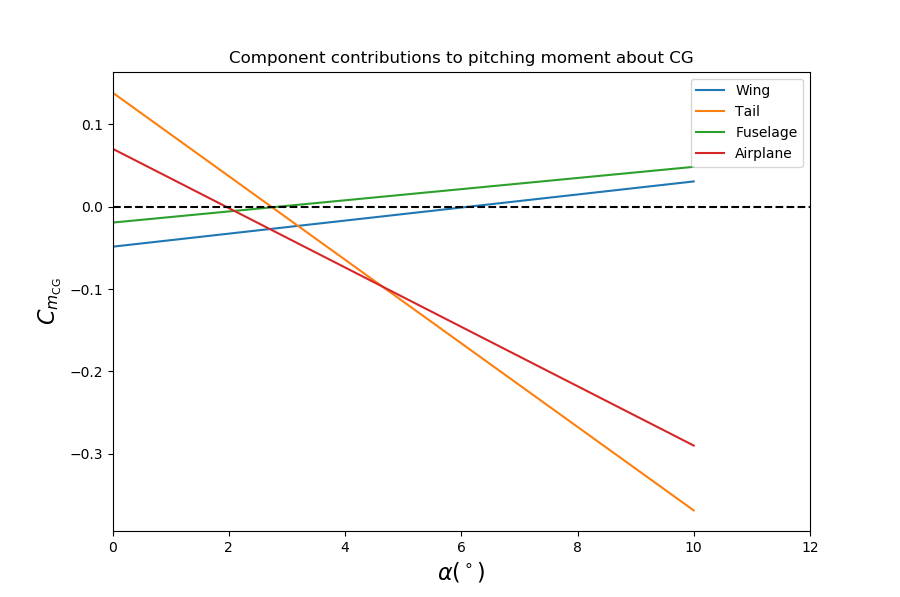 Component contributions to pitching moment about CG
Wing
Tail
Fuselage
Airplane
0.1
0.0
−0.1
−0.2
−0.3
C_{m_{CG}}
0 2 4 6 8 10 12
α(°)